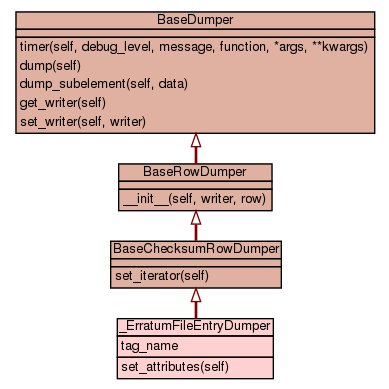 BaseDumper
timer(self, debug_level, message, function, *args, **kwargs)
dump(self)
dump_subelement(self, data)
get_writer(self)
set_writer(self, writer)
BaseRowDumper
__init__(self, writer, row)
BaseChecksumRowDumper
set_iterator(self)
_ErratumFileEntryDumper
tag_name
set_attributes(self)